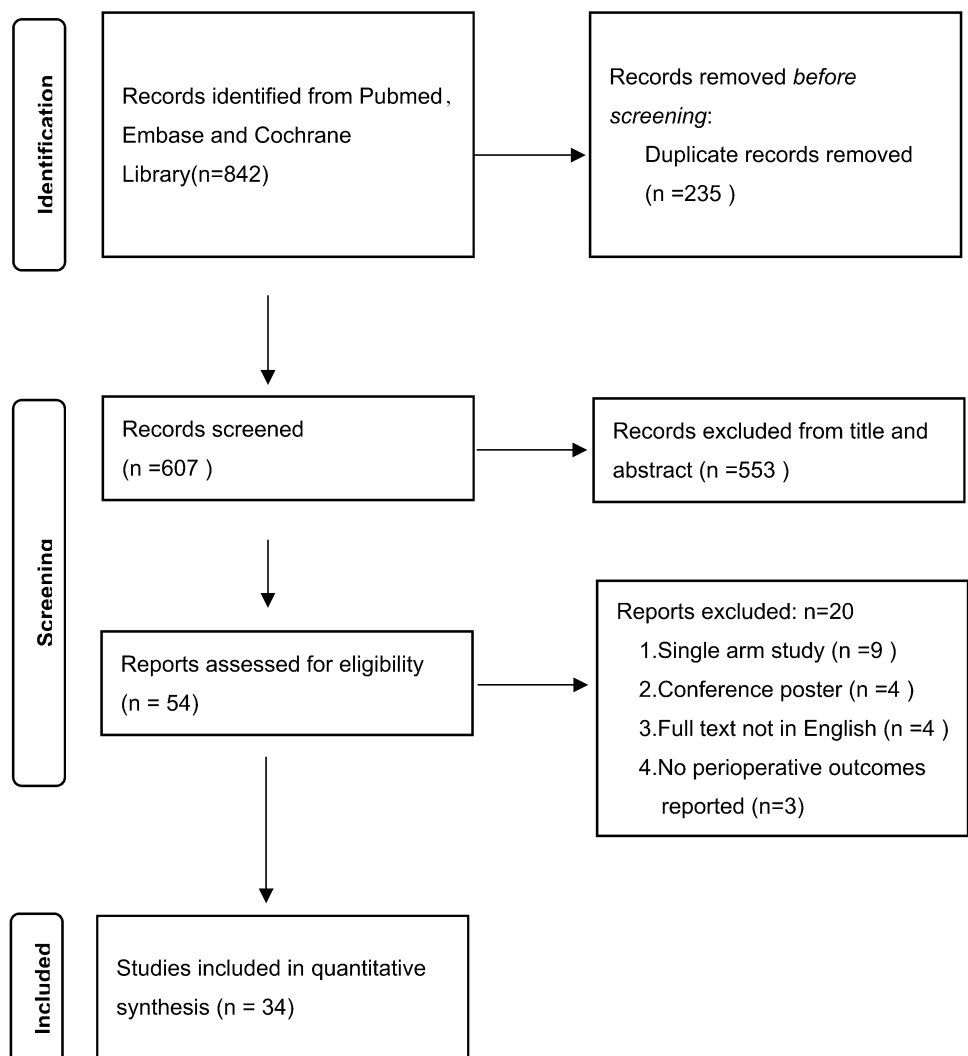 Identification
Records identified from Pubmed,
Embase and Cochrane
Library(n=842)
Records removed before
screening:
Duplicate records removed
(n =235 )
Screening
Records screened
(n =607 )
Records excluded from title and
abstract (n =553 )
Reports assessed for eligibility
(n = 54)
Reports excluded: n=20
1.Single arm study (n =9 )
2.Conference poster (n =4 )
3.Full text not in English (n =4 )
4.No perioperative outcomes
reported (n=3)
Included
Studies included in quantitative
synthesis (n = 34)